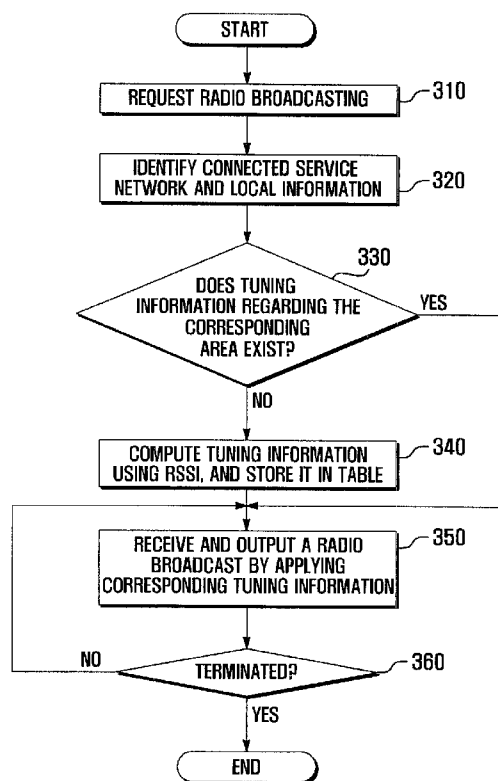 START
REQUEST RADIO BROADCASTING
310
IDENTIFY CONNECTED SERVICE
NETWORK AND LOCAL INFORMATION
320
330
DOES TUNING
INFORMATION REGARDING THE
CORRESPONDING
AREA EXIST?
YES
NO
COMPUTE TUNING INFORMATION
USING RSSI, AND STORE IT IN TABLE
340
RECEIVE AND OUTPUT A RADIO
BROADCAST BY APPLYING
CORRESPONDING TUNING INFORMATION
350
NO
TERMINATED?
360
YES
END